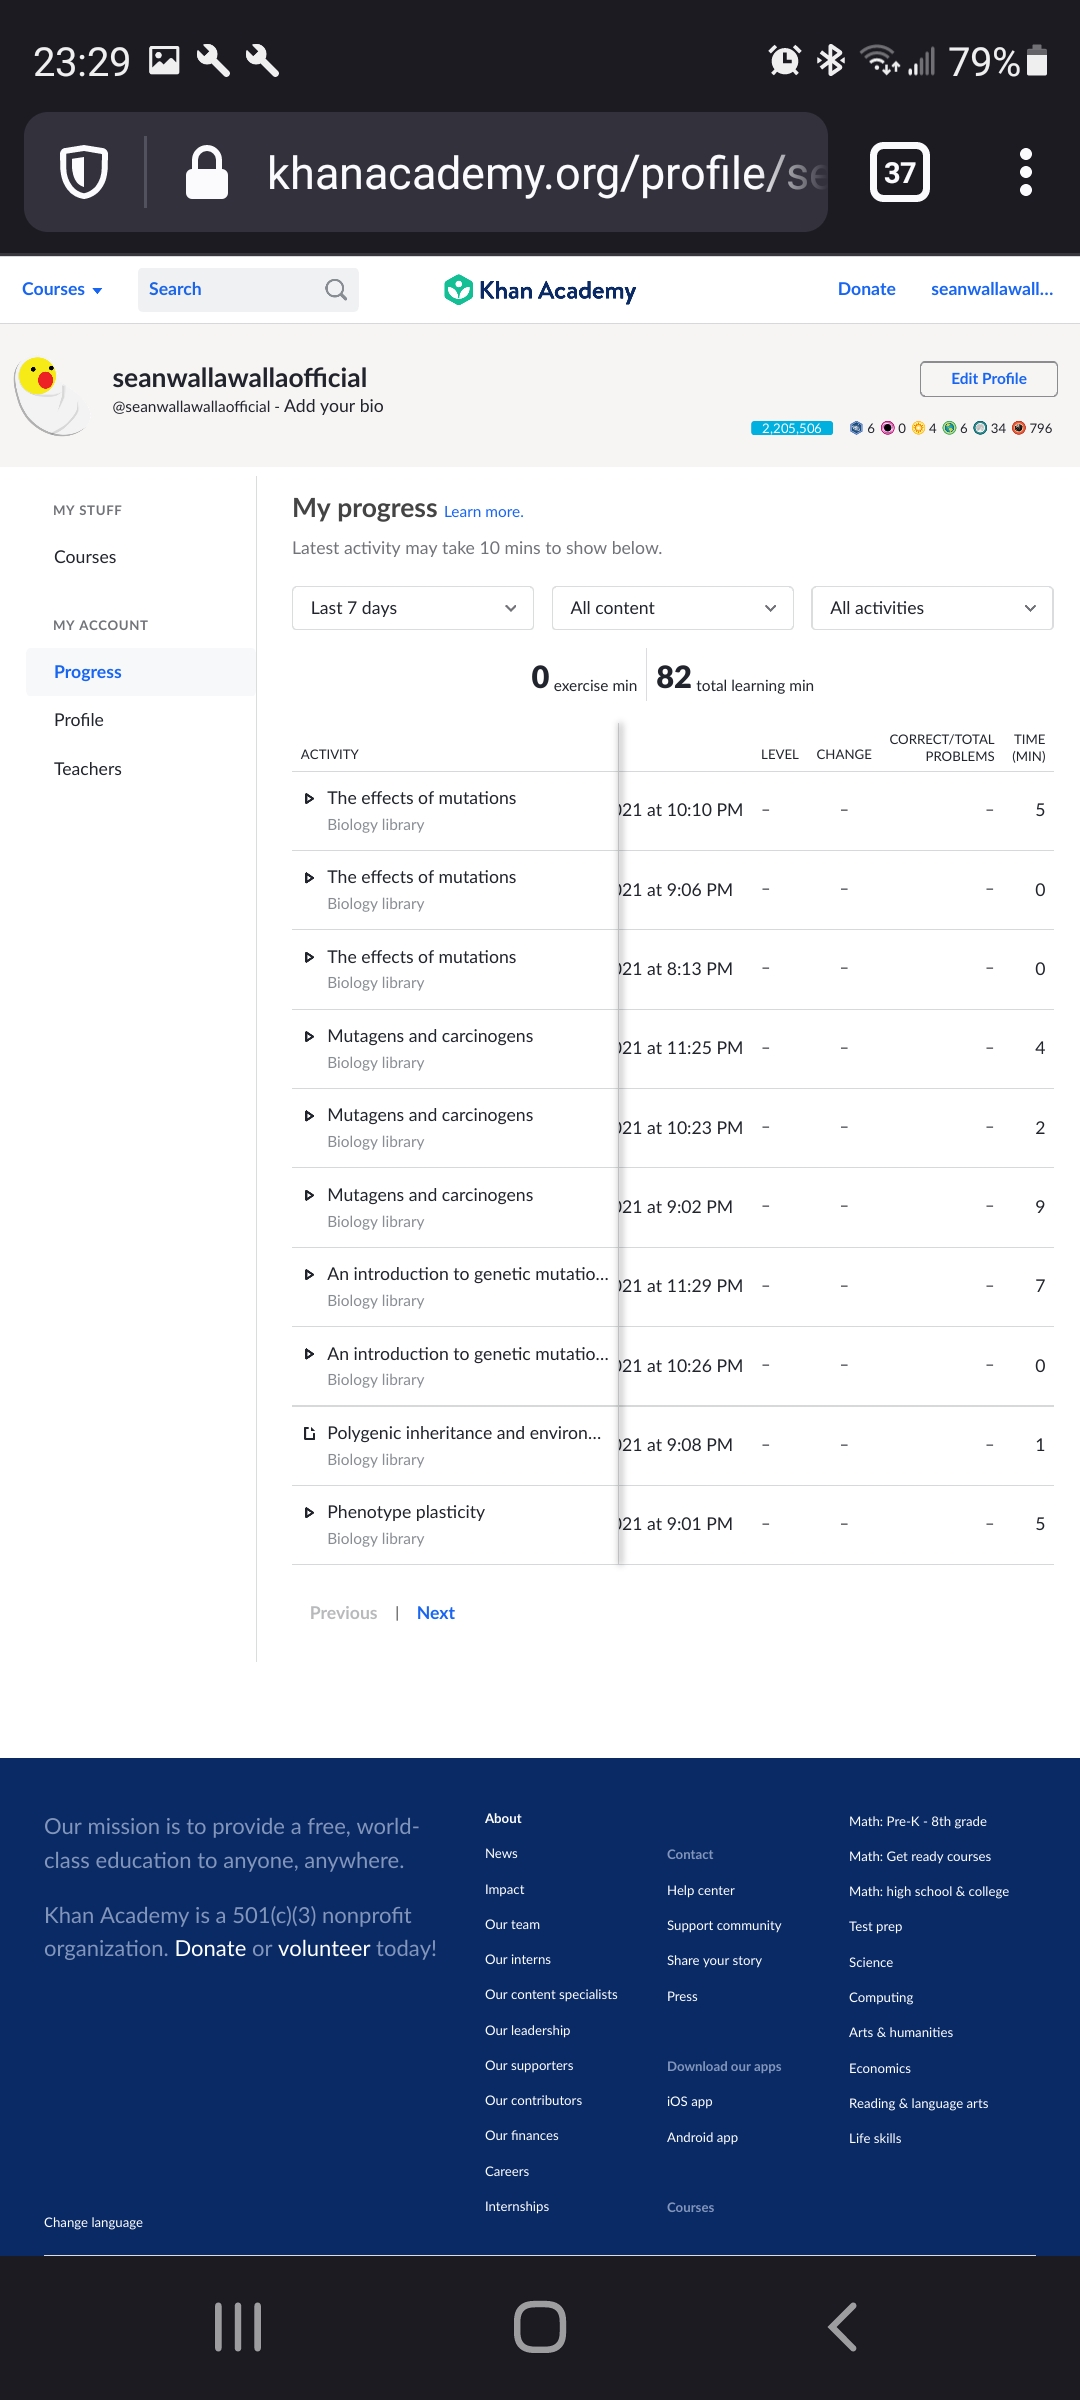 23:29
79%
khanacademy.org/profile/se
37
Courses
Search
Khan Academy
Donate
seanwallawall...
seanwallawallaofficial
@seanwallawallaofficial - Add your bio
Edit Profile
2,205,506 6 0 4 6 34 796
MY STUFF
Courses
MY ACCOUNT
Progress
Profile
Teachers
My progress Learn more.
Latest activity may take 10 mins to show below.
Last 7 days
All content
All activities
0 exercise min
82 total learning min
ACTIVITY LEVEL CHANGE CORRECT/TOTAL PROBLEMS TIME (MIN)
The effects of mutations
Biology library
021 at 10:10 PM – – – 5
The effects of mutations
Biology library
021 at 9:06 PM – – – 0
The effects of mutations
Biology library
021 at 8:13 PM – – – 0
Mutagens and carcinogens
Biology library
021 at 11:25 PM – – – 4
Mutagens and carcinogens
Biology library
021 at 10:23 PM – – – 2
Mutagens and carcinogens
Biology library
021 at 9:02 PM – – – 9
An introduction to genetic mutatio...
Biology library
021 at 11:29 PM – – – 7
An introduction to genetic mutatio...
Biology library
021 at 10:26 PM – – – 0
Polygenic inheritance and environ...
Biology library
021 at 9:08 PM – – – 1
Phenotype plasticity
Biology library
021 at 9:01 PM – – – 5
Previous | Next
Our mission is to provide a free, world-
class education to anyone, anywhere.
Khan Academy is a 501(c)(3) nonprofit
organization. Donate or volunteer today!
Change language
About
News
Impact
Our team
Our interns
Our content specialists
Our leadership
Our supporters
Our contributors
Our finances
Careers
Internships
Contact
Help center
Support community
Share your story
Press
Download our apps
iOS app
Android app
Courses
Math: Pre-K - 8th grade
Math: Get ready courses
Math: high school & college
Test prep
Science
Computing
Arts & humanities
Economics
Reading & language arts
Life skills